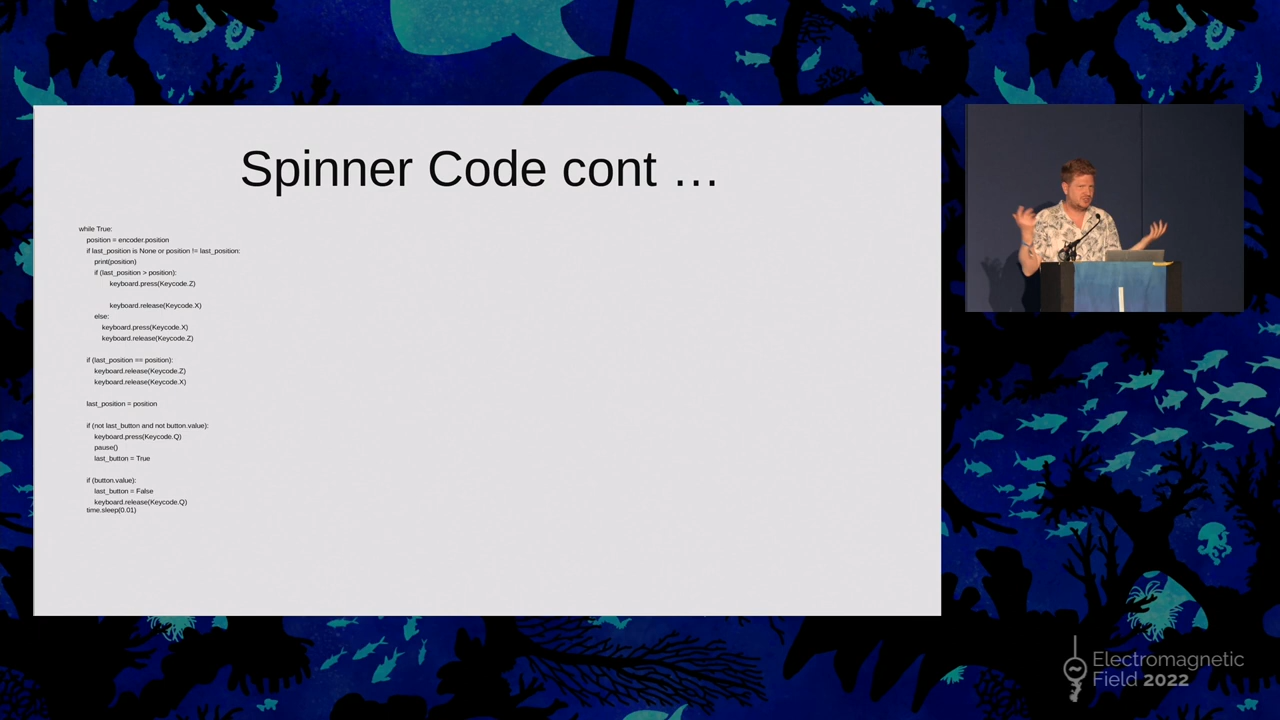 Spinner Code cont …
while True:
position = encoder.position
if last_position is None or position != last_position:
print(position)
if (last_position > position):
keyboard.press(Keycode.Z)
keyboard.release(Keycode.X)
else:
keyboard.press(Keycode.X)
keyboard.release(Keycode.Z)
if (last_position == position):
keyboard.release(Keycode.Z)
keyboard.release(Keycode.X)
last_position = position
if (not last_button and not button.value):
keyboard.press(Keycode.Q)
pause()
last_button = True
if (button.value):
last_button = False
keyboard.release(Keycode.Q)
time.sleep(0.01)
Electromagnetic
Field 2022